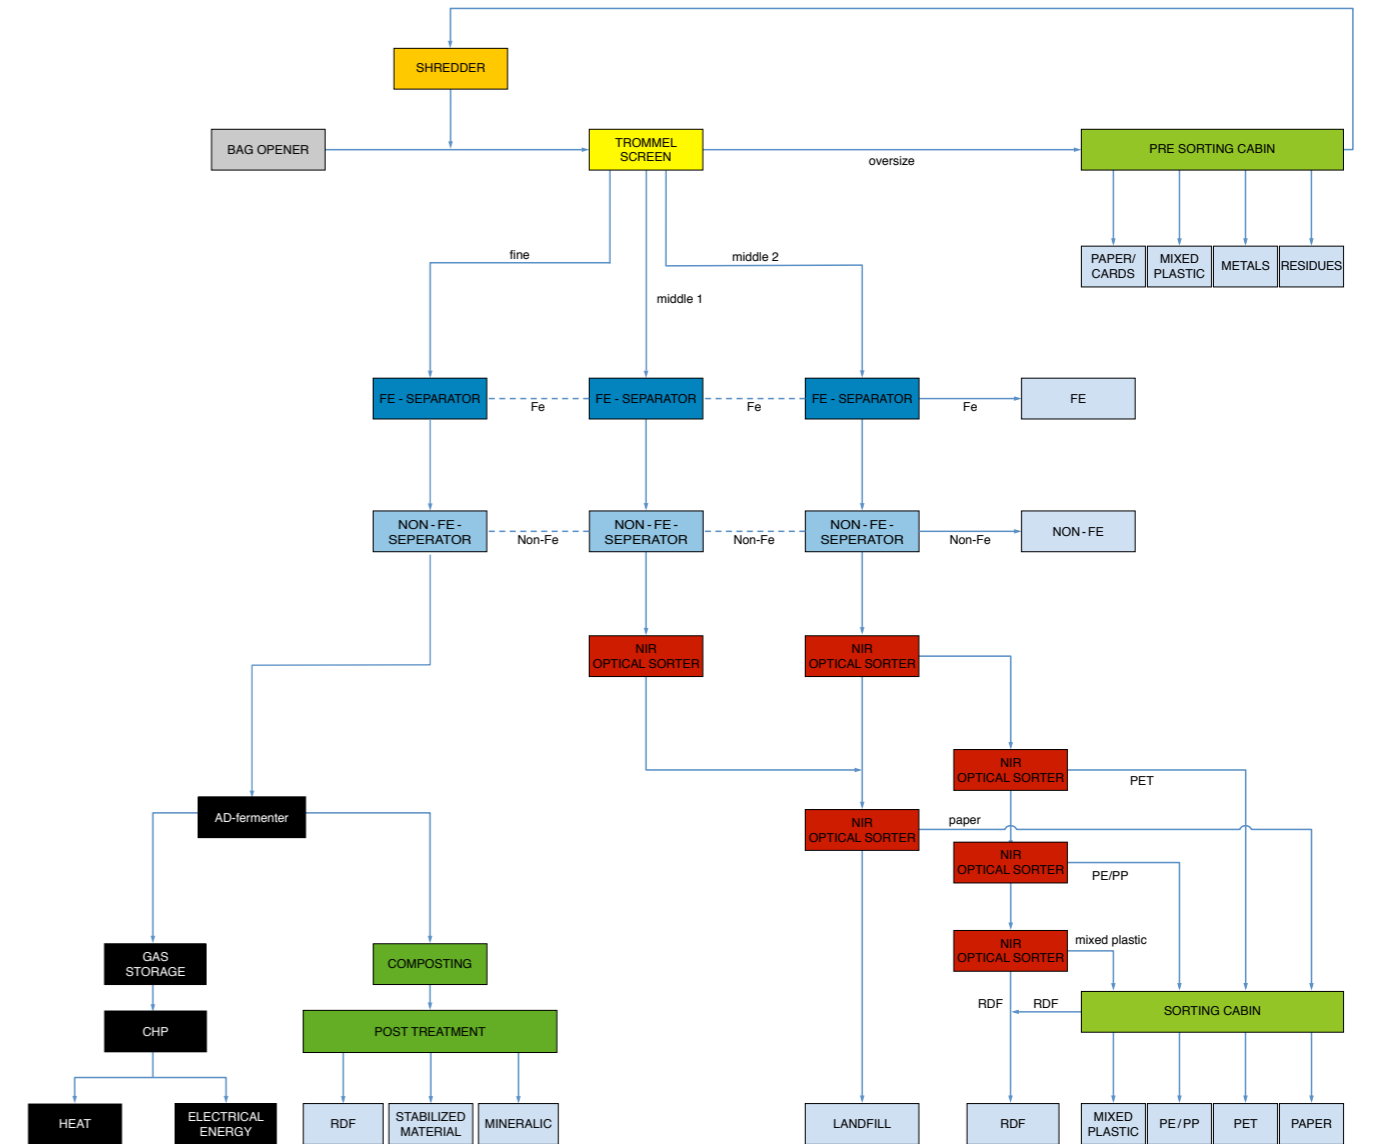 SHREDDER
BAG OPENER
TROMMEL
SCREEN
oversize
PRE SORTING CABIN
fine
middle 2
middle 1
PAPER/
CARDS
MIXED
PLASTIC
METALS
RESIDUES
FE - SEPARATOR
Fe
FE - SEPARATOR
Fe
FE - SEPARATOR
Fe
FE
NON - FE -
SEPERATOR
Non-Fe
NON - FE -
SEPERATOR
Non-Fe
NON - FE -
SEPERATOR
Non-Fe
NON - FE
NIR
OPTICAL SORTER
NIR
OPTICAL SORTER
NIR
OPTICAL SORTER
PET
AD-fermenter
NIR
OPTICAL SORTER
paper
NIR
OPTICAL SORTER
PE/PP
NIR
OPTICAL SORTER
mixed plastic
GAS
STORAGE
COMPOSTING
RDF
RDF
SORTING CABIN
CHP
POST TREATMENT
HEAT
ELECTRICAL
ENERGY
RDF
STABILIZED
MATERIAL
MINERALIC
LANDFILL
RDF
MIXED
PLASTIC
PE / PP
PET
PAPER